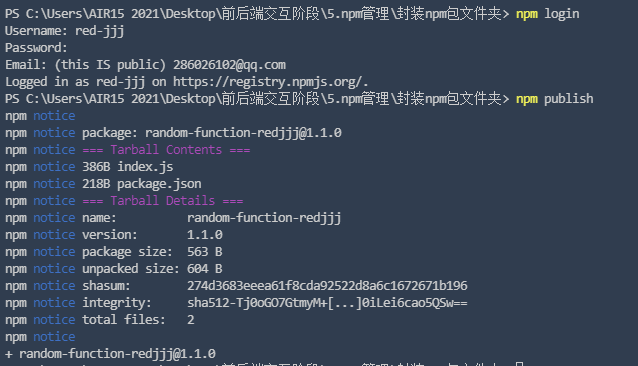 PS C:\Users\AIR15 2021\Desktop\前后端交互阶段\5.npm管理\封装npm包文件夹> npm login
Username: red-jjj
Password:
Email: (this IS public) 286026102@qq.com
Logged in as red-jjj on https://registry.npmjs.org/.
PS C:\Users\AIR15 2021\Desktop\前后端交互阶段\5.npm管理\封装npm包文件夹> npm publish
npm notice
npm notice package: random-function-redjjj@1.1.0
npm notice === Tarball Contents ===
npm notice 386B index.js
npm notice 218B package.json
npm notice === Tarball Details ===
npm notice name: random-function-redjjj
npm notice version: 1.1.0
npm notice package size: 563 B
npm notice unpacked size: 604 B
npm notice shasum: 274d3683eeea61f8cda92522d8a6c1672671b196
npm notice integrity: sha512-Tj0oGO7GtmyM+[...]0iLei6cao5QSw==
npm notice total files: 2
npm notice
+ random-function-redjjj@1.1.0